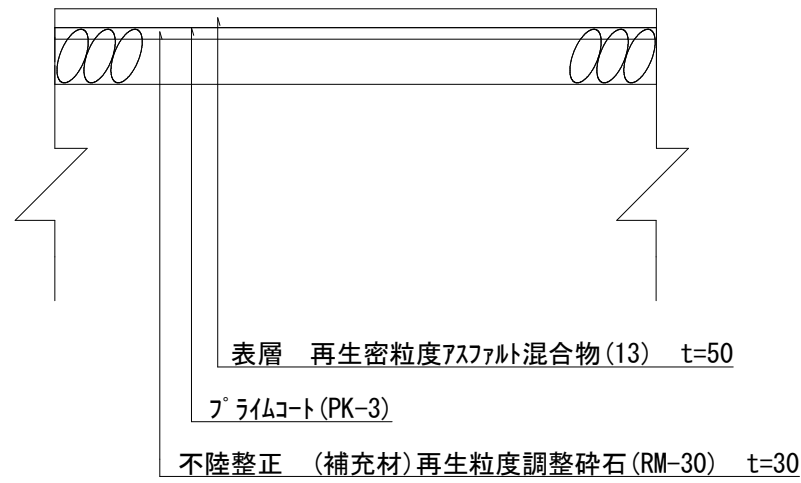 表層　再生密粒度ｱｽﾌｧﾙﾄ混合物(13)　t=50
ﾌﾟﾗｲﾑｺｰﾄ(PK-3)
不陸整正　(補充材)再生粒度調整砕石(RM-30)　t=30